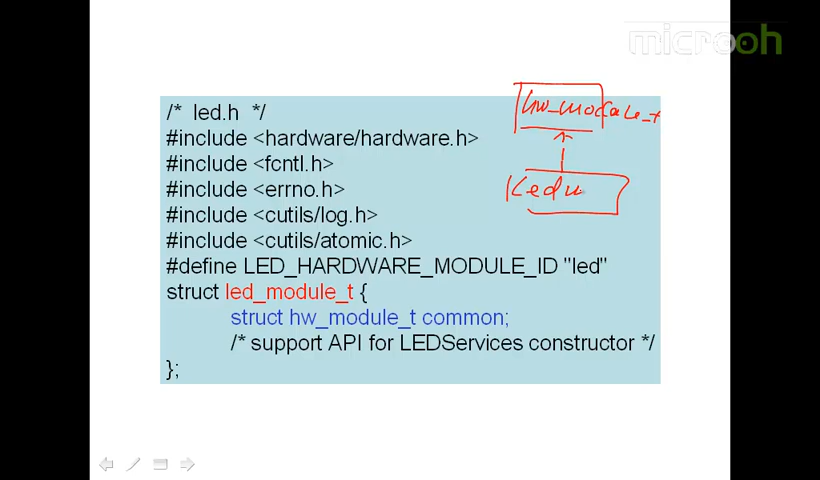 microoh
hw_module_t
/* led.h */
#include <hardware/hardware.h>
#include <fcntl.h>
#include <errno.h>
#include <cutils/log.h>
#include <cutils/atomic.h>
#define LED_HARDWARE_MODULE_ID "led"
struct led_module_t {
struct hw_module_t common;
/* support API for LEDServices constructor */
};